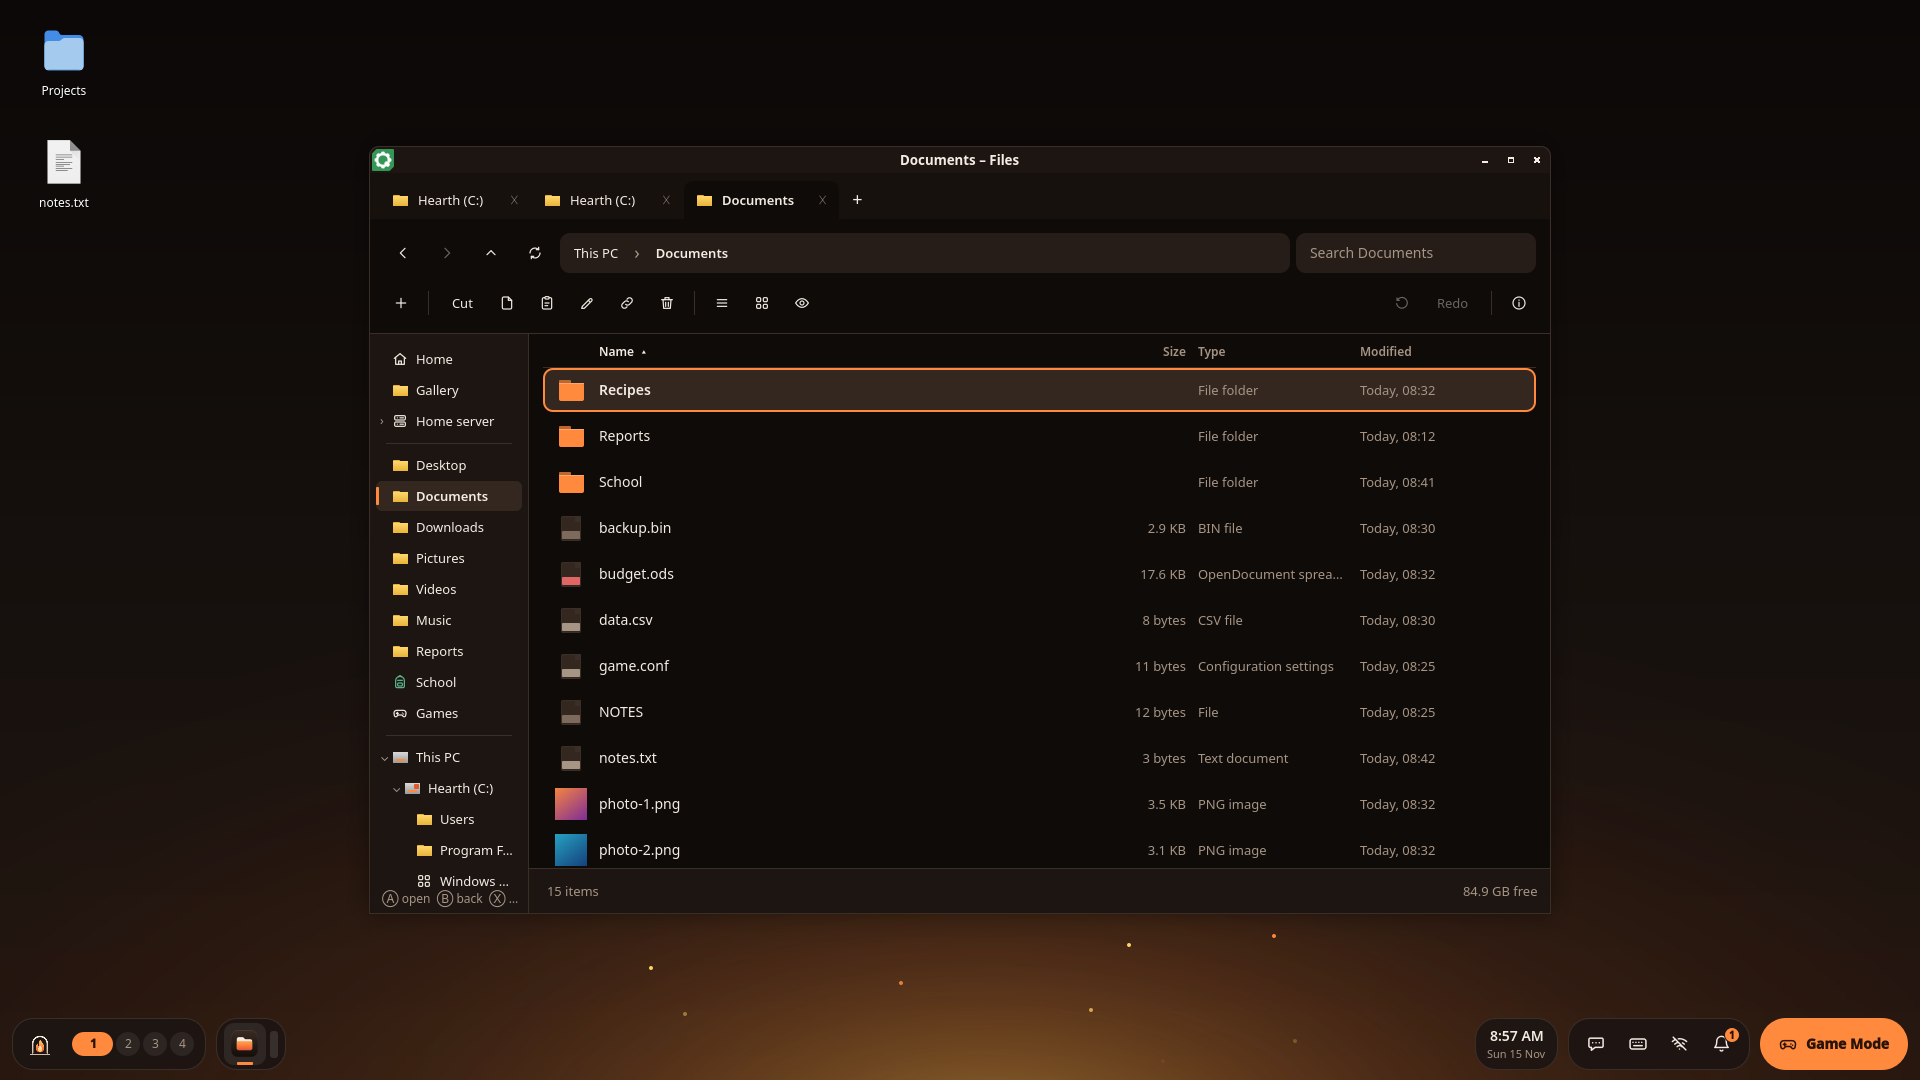 Projects
notes.txt
Documents – Files
Hearth (C:) X Hearth (C:) X Documents X +
This PC › Documents
Search Documents
Cut
Redo
Home
Gallery
Home server
Desktop
Documents
Downloads
Pictures
Videos
Music
Reports
School
Games
This PC
Hearth (C:)
Users
Program F...
Windows ...
A open B back X ...
Name Size Type Modified
Recipes File folder Today, 08:32
Reports File folder Today, 08:12
School File folder Today, 08:41
backup.bin 2.9 KB BIN file Today, 08:30
budget.ods 17.6 KB OpenDocument sprea... Today, 08:32
data.csv 8 bytes CSV file Today, 08:30
game.conf 11 bytes Configuration settings Today, 08:25
NOTES 12 bytes File Today, 08:25
notes.txt 3 bytes Text document Today, 08:42
photo-1.png 3.5 KB PNG image Today, 08:32
photo-2.png 3.1 KB PNG image Today, 08:32
15 items 84.9 GB free
1 2 3 4
8:57 AM
Sun 15 Nov
1
Game Mode